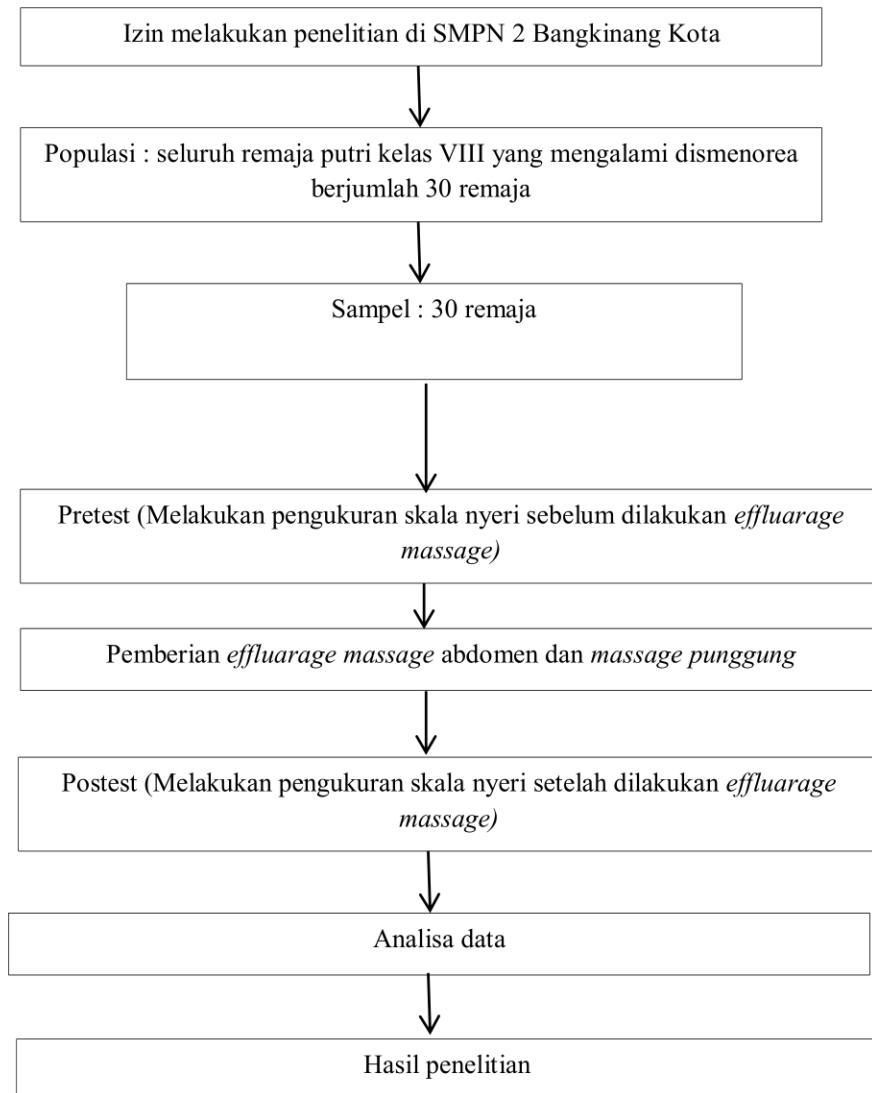 Izin melakukan penelitian di SMPN 2 Bangkinang Kota
Populasi : seluruh remaja putri kelas VIII yang mengalami dismenorea
berjumlah 30 remaja
Sampel : 30 remaja
Pretest (Melakukan pengukuran skala nyeri sebelum dilakukan effluarage
massage)
Pemberian effluarage massage abdomen dan massage punggung
Postest (Melakukan pengukuran skala nyeri setelah dilakukan effluarage
massage)
Analisa data
Hasil penelitian